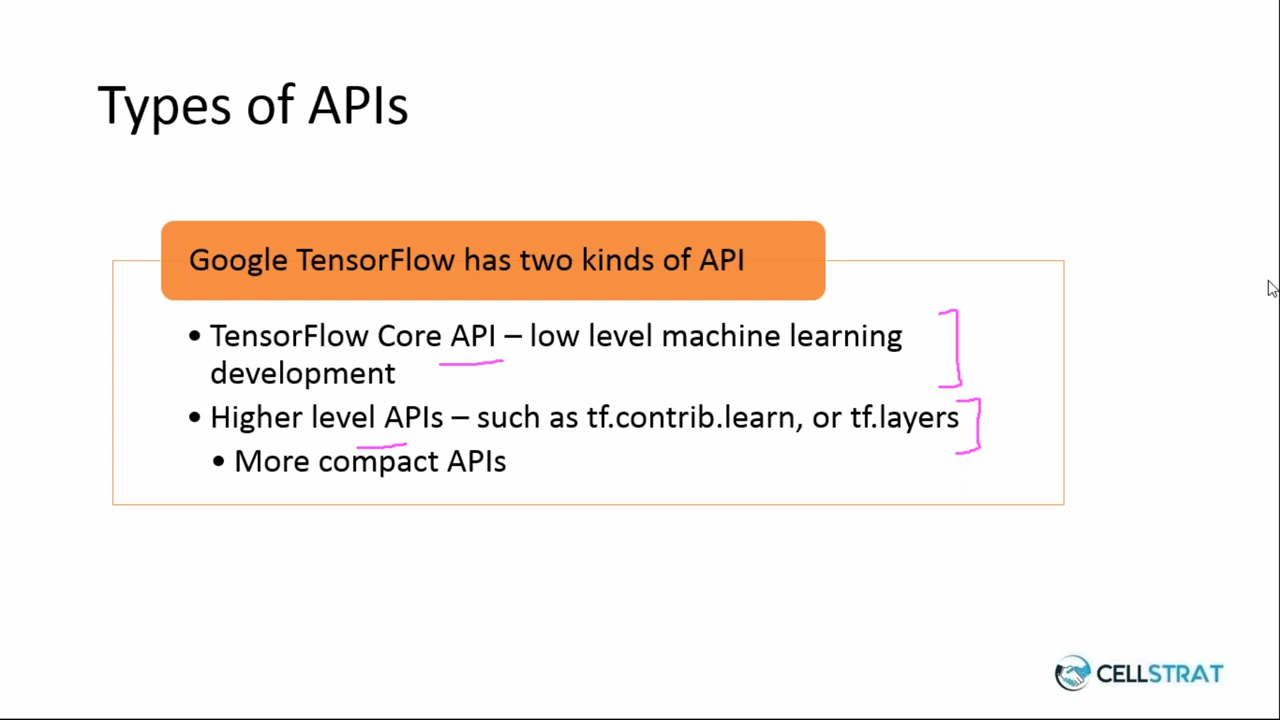 Types of APIs
Google TensorFlow has two kinds of API
• TensorFlow Core API – low level machine learning
development
• Higher level APIs – such as tf.contrib.learn, or tf.layers
• More compact APIs
CELLSTRAT